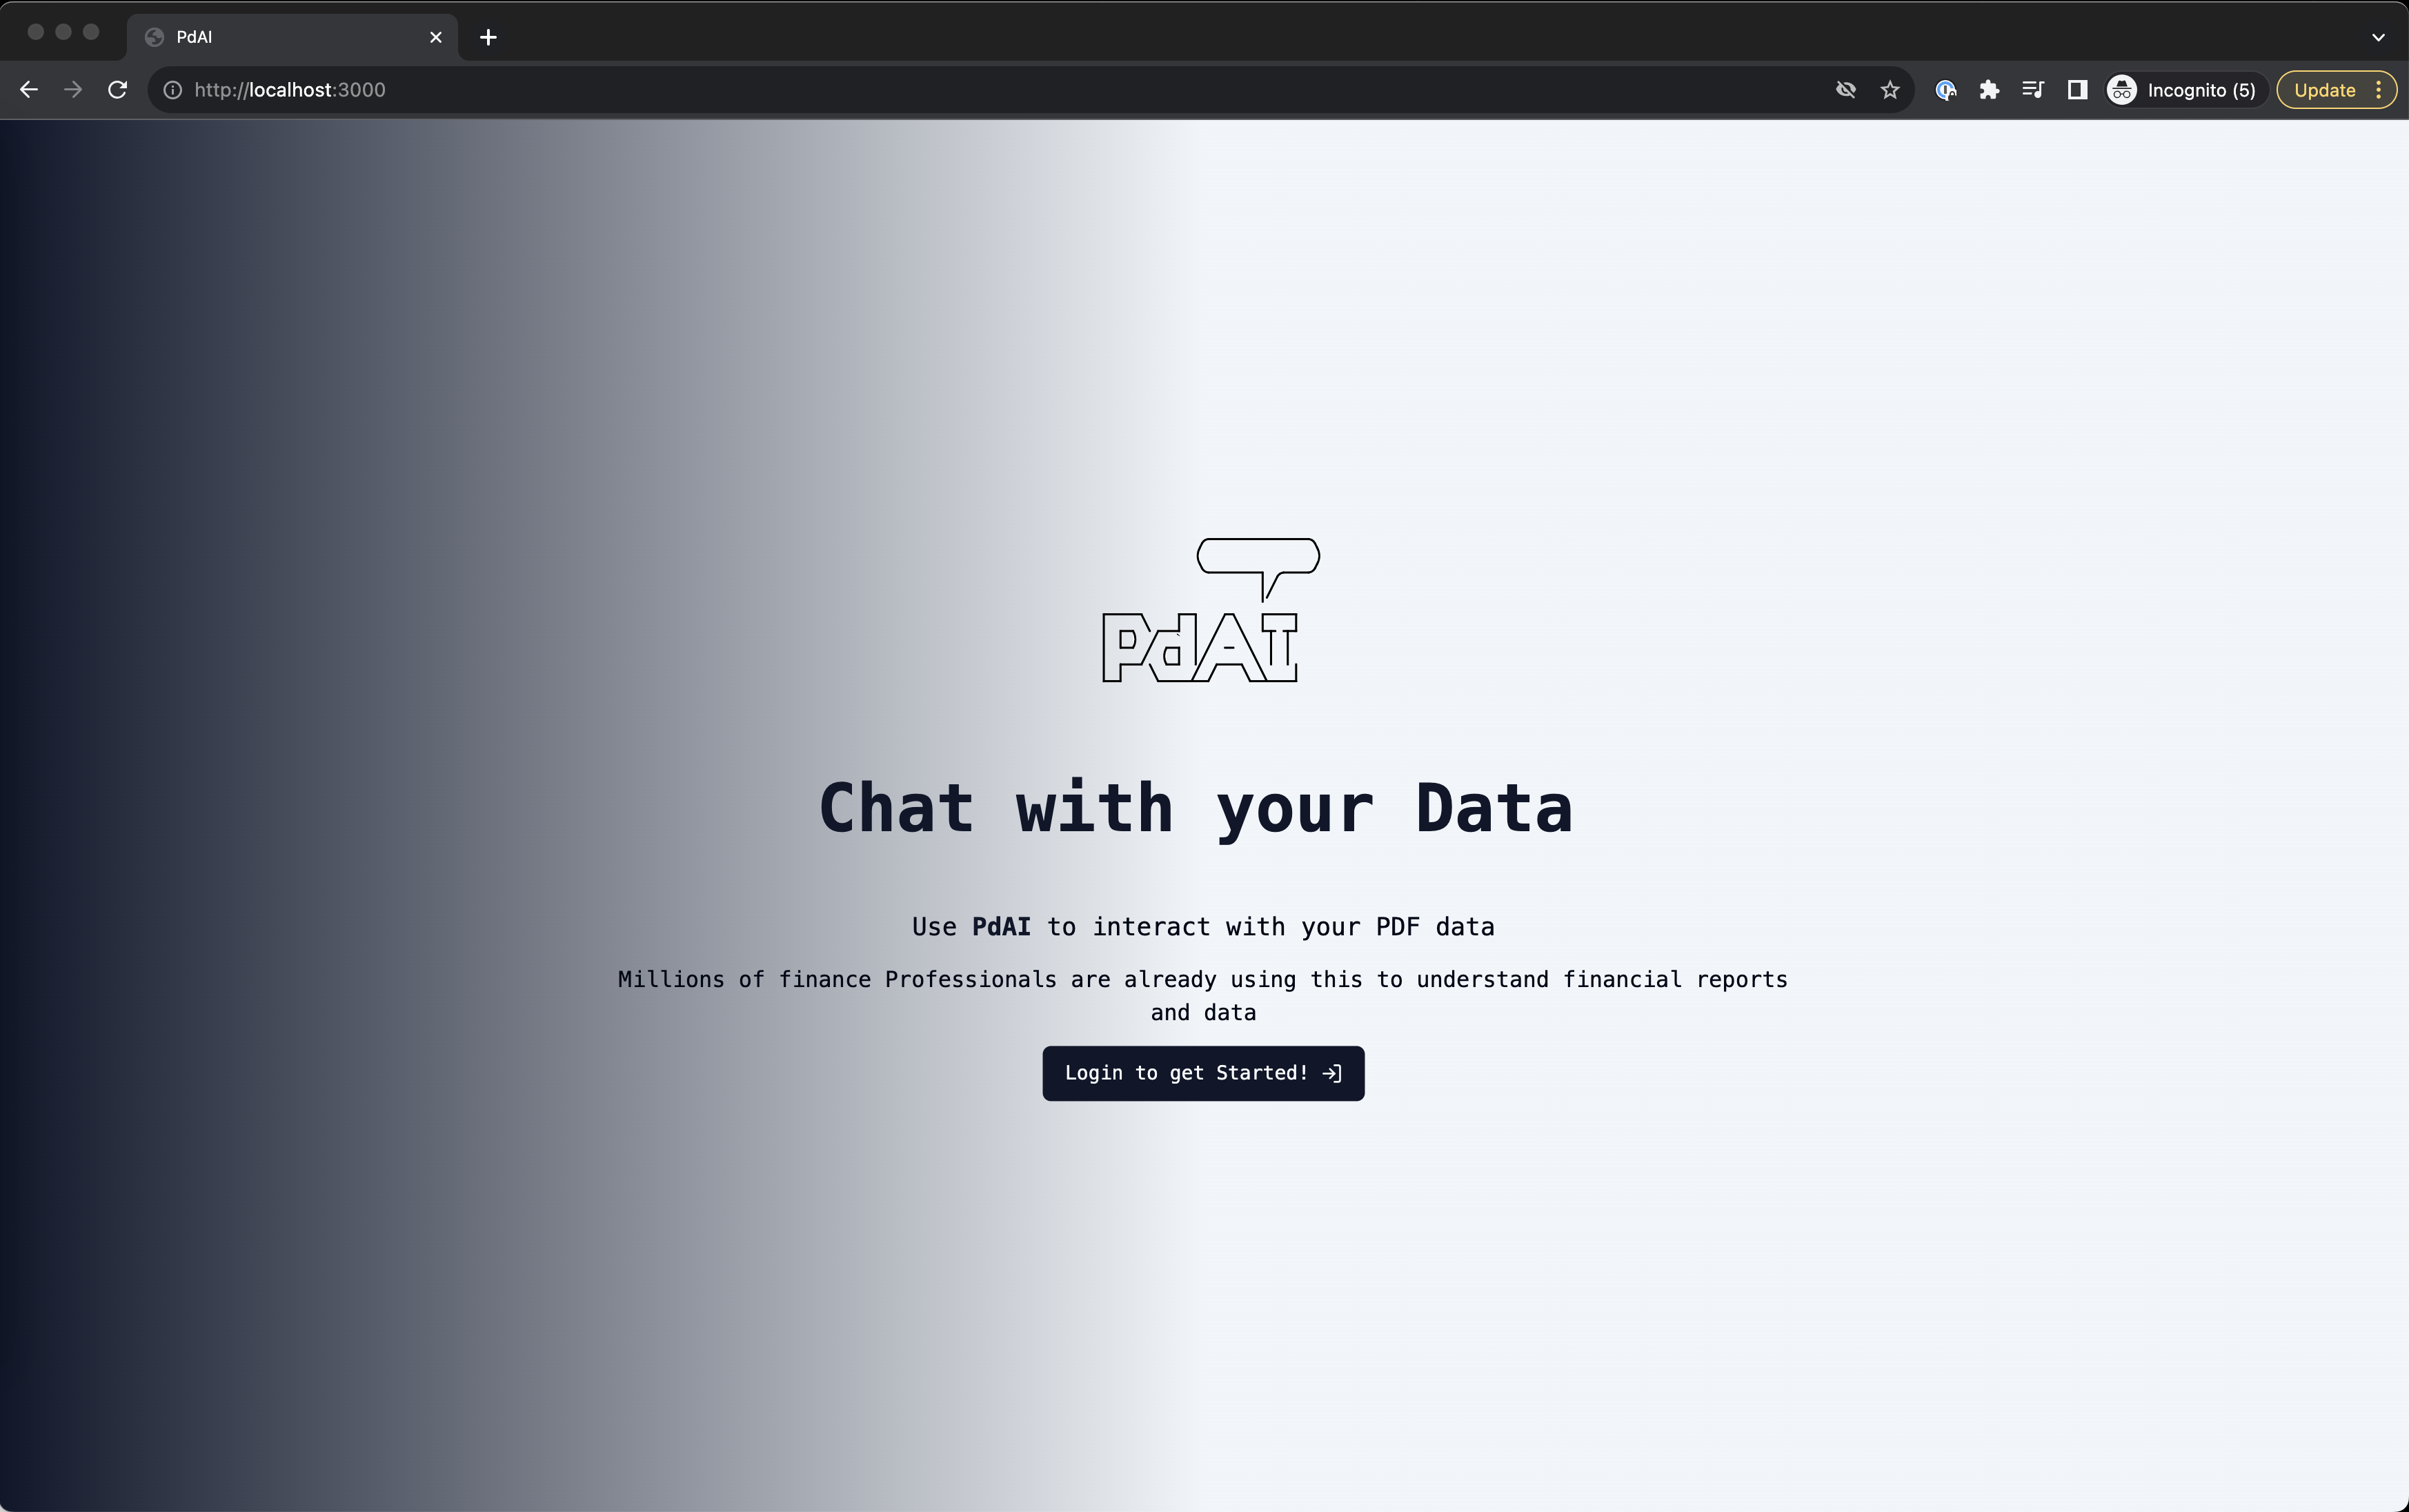 PdAI
http://localhost:3000
Incognito (5)
Update
PdAI
Chat with your Data
Use PdAI to interact with your PDF data
Millions of finance Professionals are already using this to understand financial reports
and data
Login to get Started!